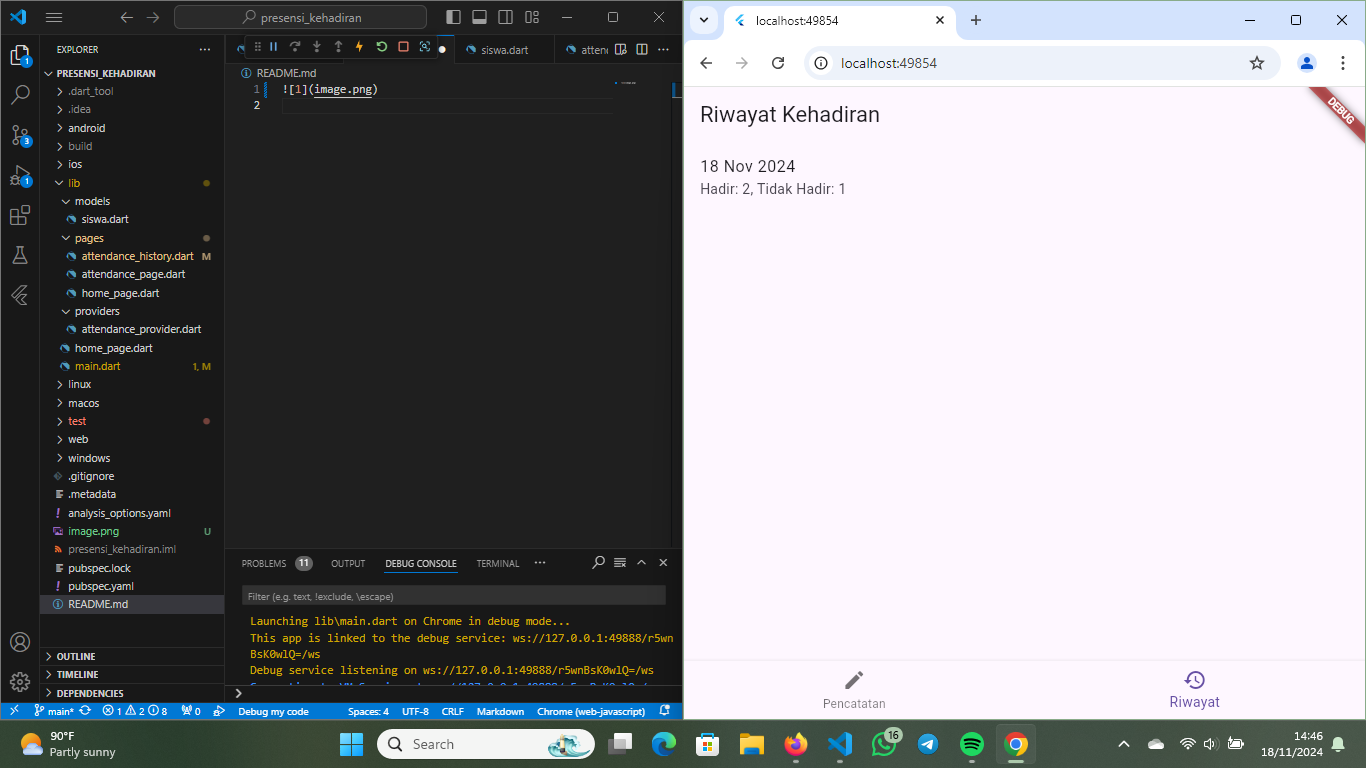 presensi_kehadiran
EXPLORER
PRESENSI_KEHADIRAN
.dart_tool
.idea
android
build
ios
lib
models
siswa.dart
pages
attendance_history.dart M
attendance_page.dart
home_page.dart
providers
attendance_provider.dart
home_page.dart
main.dart 1, M
linux
macos
test
web
windows
.gitignore
.metadata
analysis_options.yaml
image.png U
presensi_kehadiran.iml
pubspec.lock
pubspec.yaml
README.md
OUTLINE
TIMELINE
DEPENDENCIES
1
3
1
siswa.dart
README.md
1 ![1](image.png)
2
PROBLEMS 11 OUTPUT DEBUG CONSOLE TERMINAL
Filter (e.g. text, !exclude, \escape)
Launching lib\main.dart on Chrome in debug mode...
This app is linked to the debug service: ws://127.0.0.1:49888/r5wn
BsK0wlQ=/ws
Debug service listening on ws://127.0.0.1:49888/r5wnBsK0wlQ=/ws
main* 1 2 8 0 Debug my code Spaces: 4 UTF-8 CRLF Markdown Chrome (web-javascript)
localhost:49854
localhost:49854
DEBUG
Riwayat Kehadiran
18 Nov 2024
Hadir: 2, Tidak Hadir: 1
Pencatatan
Riwayat
90°F
Partly sunny
Search
16
14:46
18/11/2024